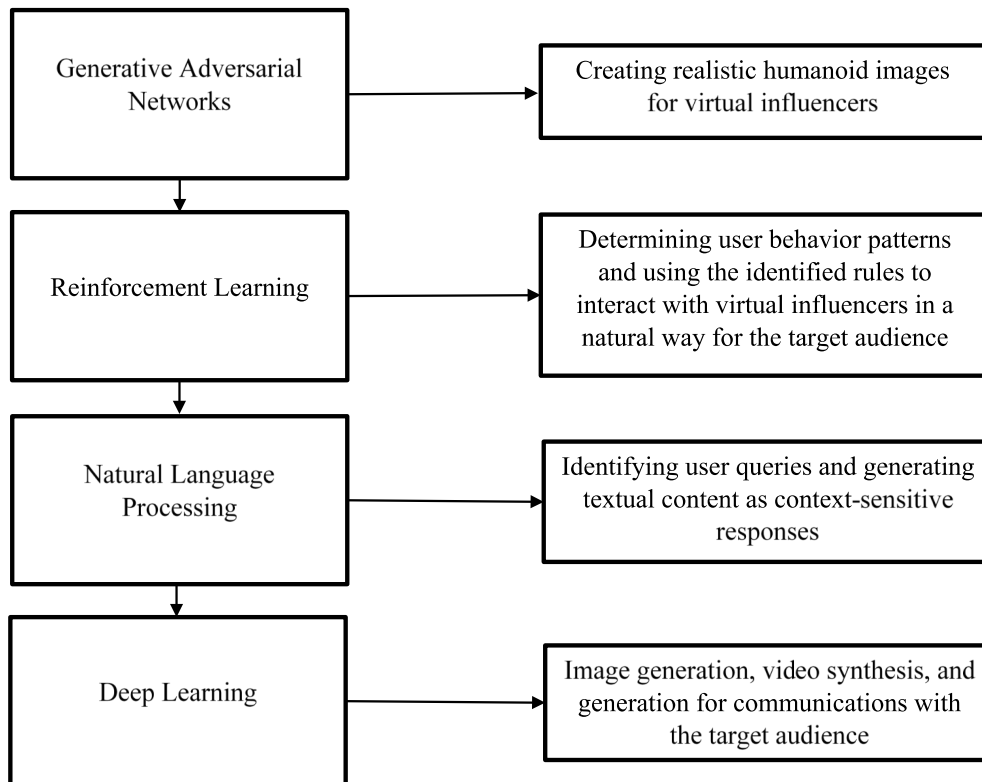 Generative Adversarial
Networks
Creating realistic humanoid images
for virtual influencers
Reinforcement Learning
Determining user behavior patterns
and using the identified rules to
interact with virtual influencers in a
natural way for the target audience
Natural Language
Processing
Identifying user queries and generating
textual content as context-sensitive
responses
Deep Learning
Image generation, video synthesis, and
generation for communications with
the target audience